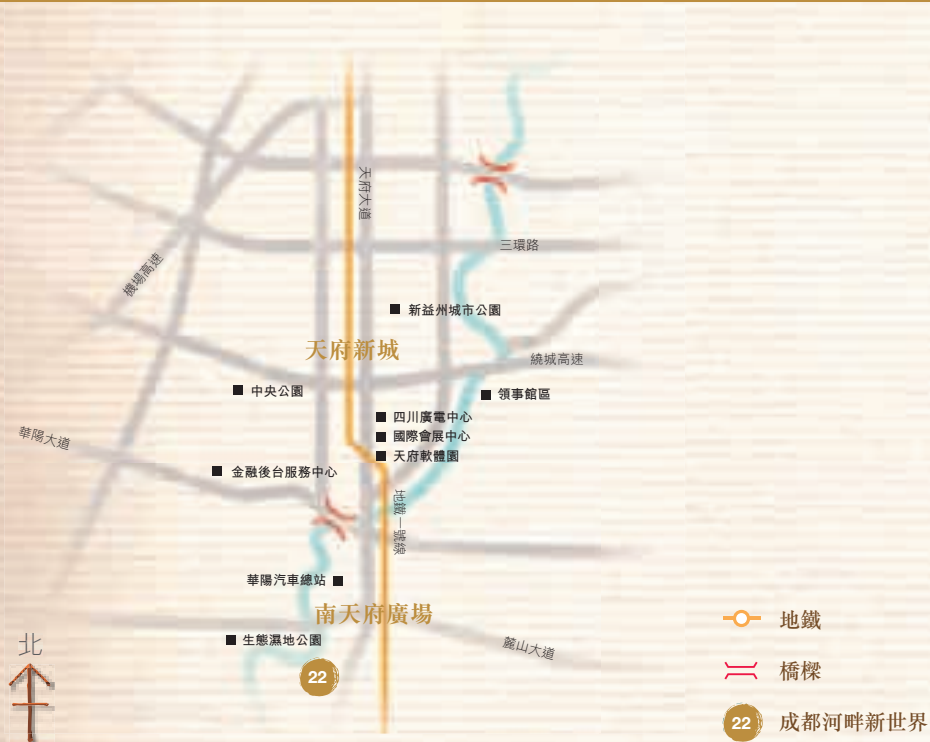 天府大道
三環路
機場高速
新益州城市公園
天府新城
繞城高速
中央公園
領事館區
四川廣電中心
國際會展中心
華陽大道
天府軟體園
金融後台服務中心
地鐵一號線
華陽汽車總站
南天府廣場
生態濕地公園
麓山大道
22
北
地鐵
橋樑
22 成都河畔新世界